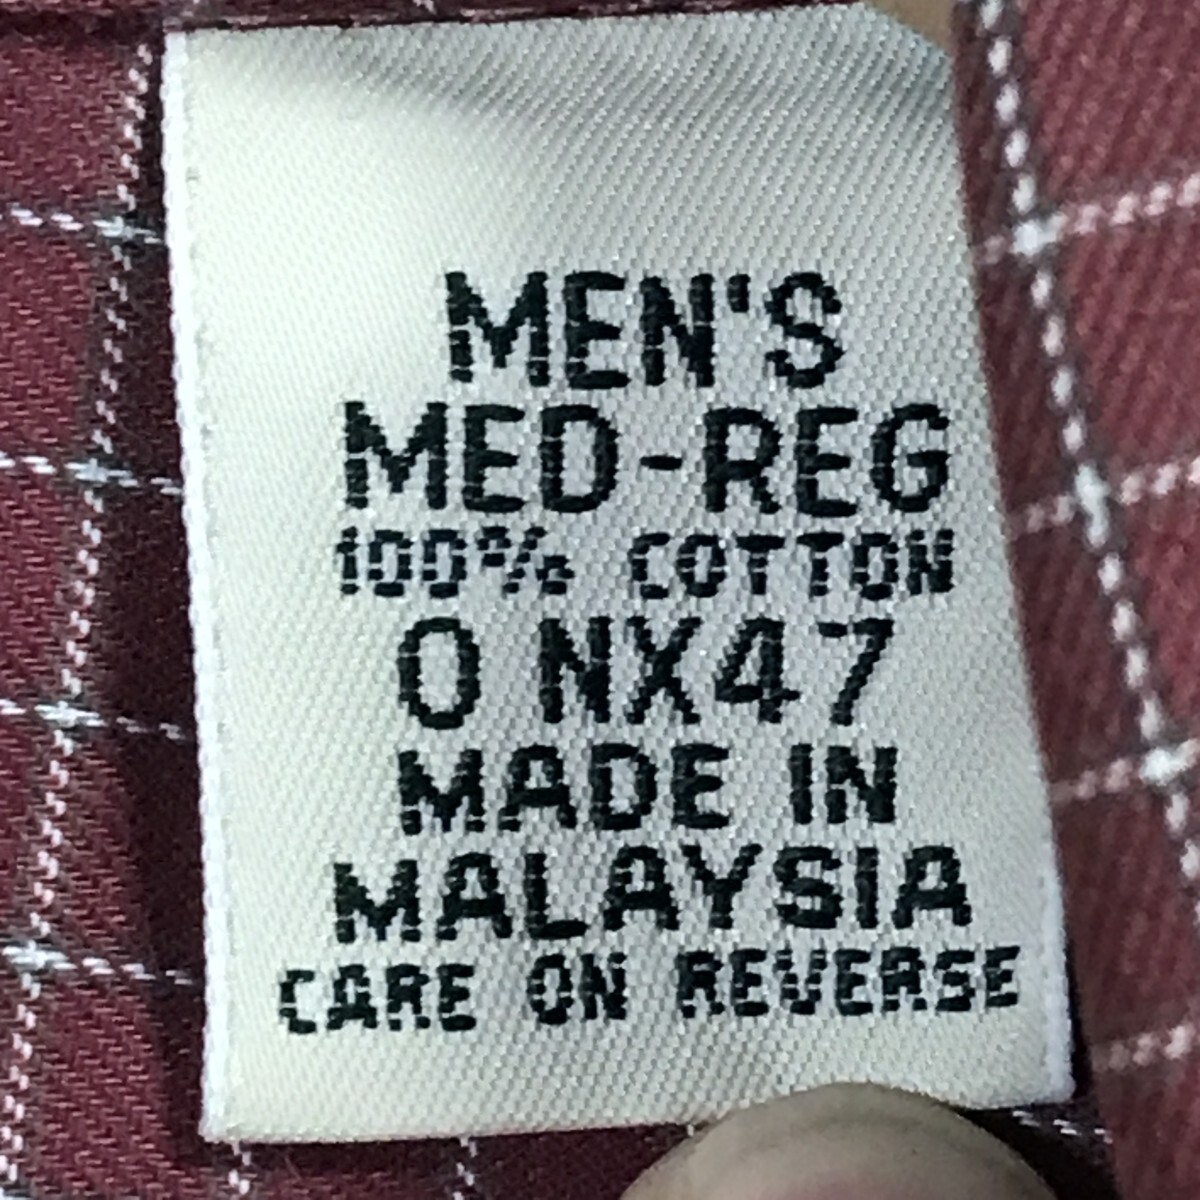 MEN'S
MED-REG
100% COTTON
0 NX47
MADE IN
MALAYSIA
CARE ON REVERSE